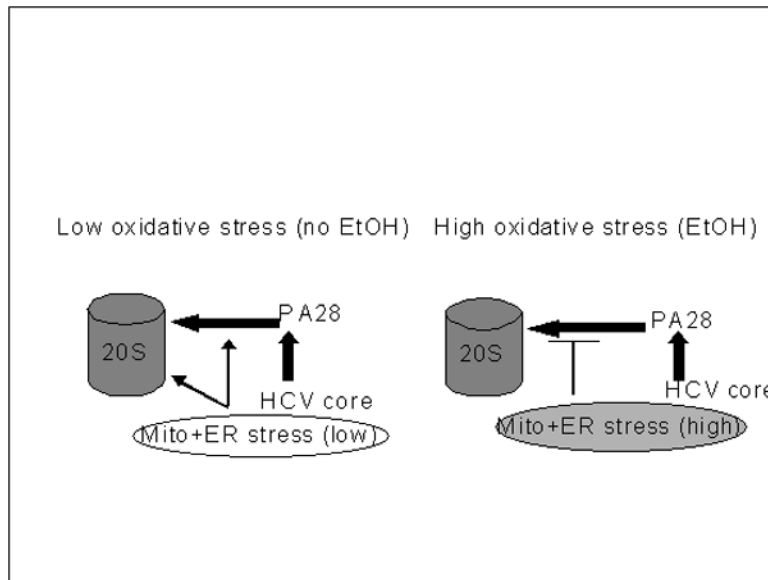 Low oxidative stress (no EtOH)
High oxidative stress (EtOH)
PA28
20S
HCV core
Mito+ER stress (low)
PA28
20S
HCV core
Mito+ER stress (high)